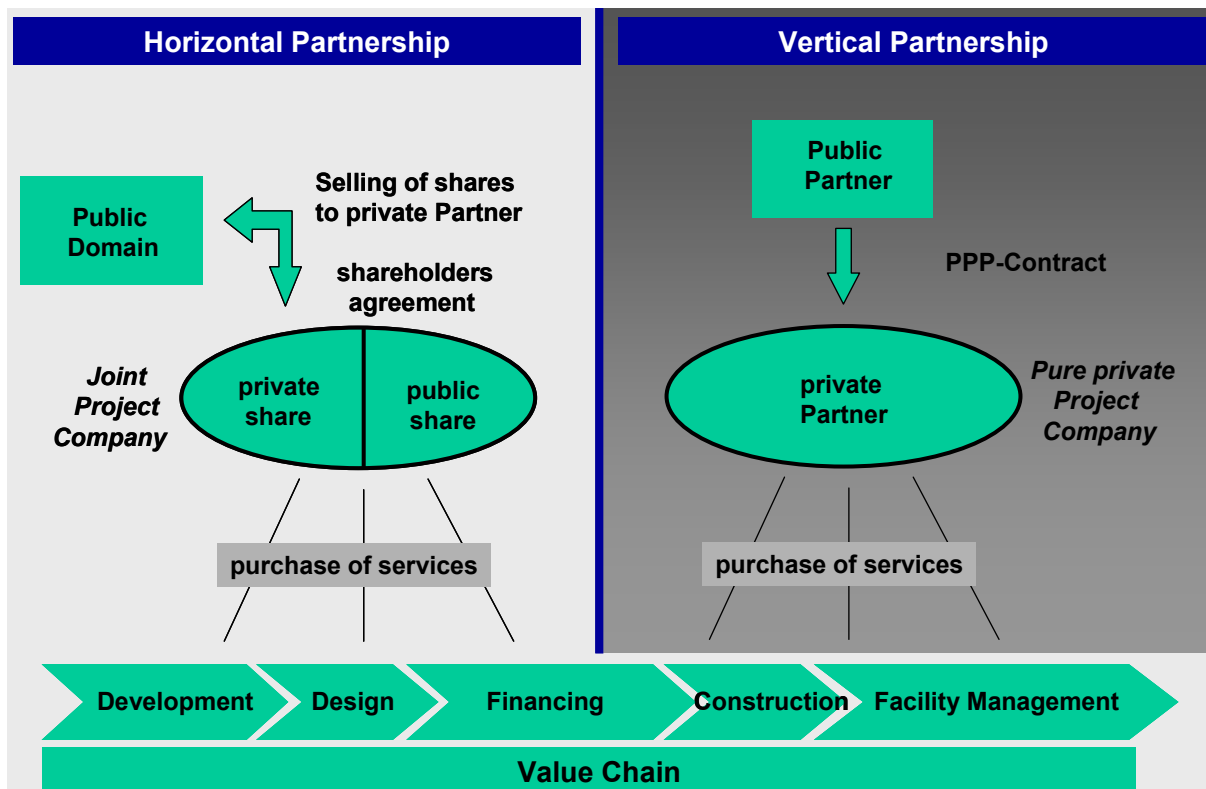 Horizontal Partnership
Public
Domain
Selling of shares
to private Partner
shareholders
agreement
Joint
Project
Company
private
share
public
share
purchase of services
Vertical Partnership
Public
Partner
PPP-Contract
private
Partner
Pure private
Project
Company
purchase of services
Development
Design
Financing
Construction
Facility Management
Value Chain